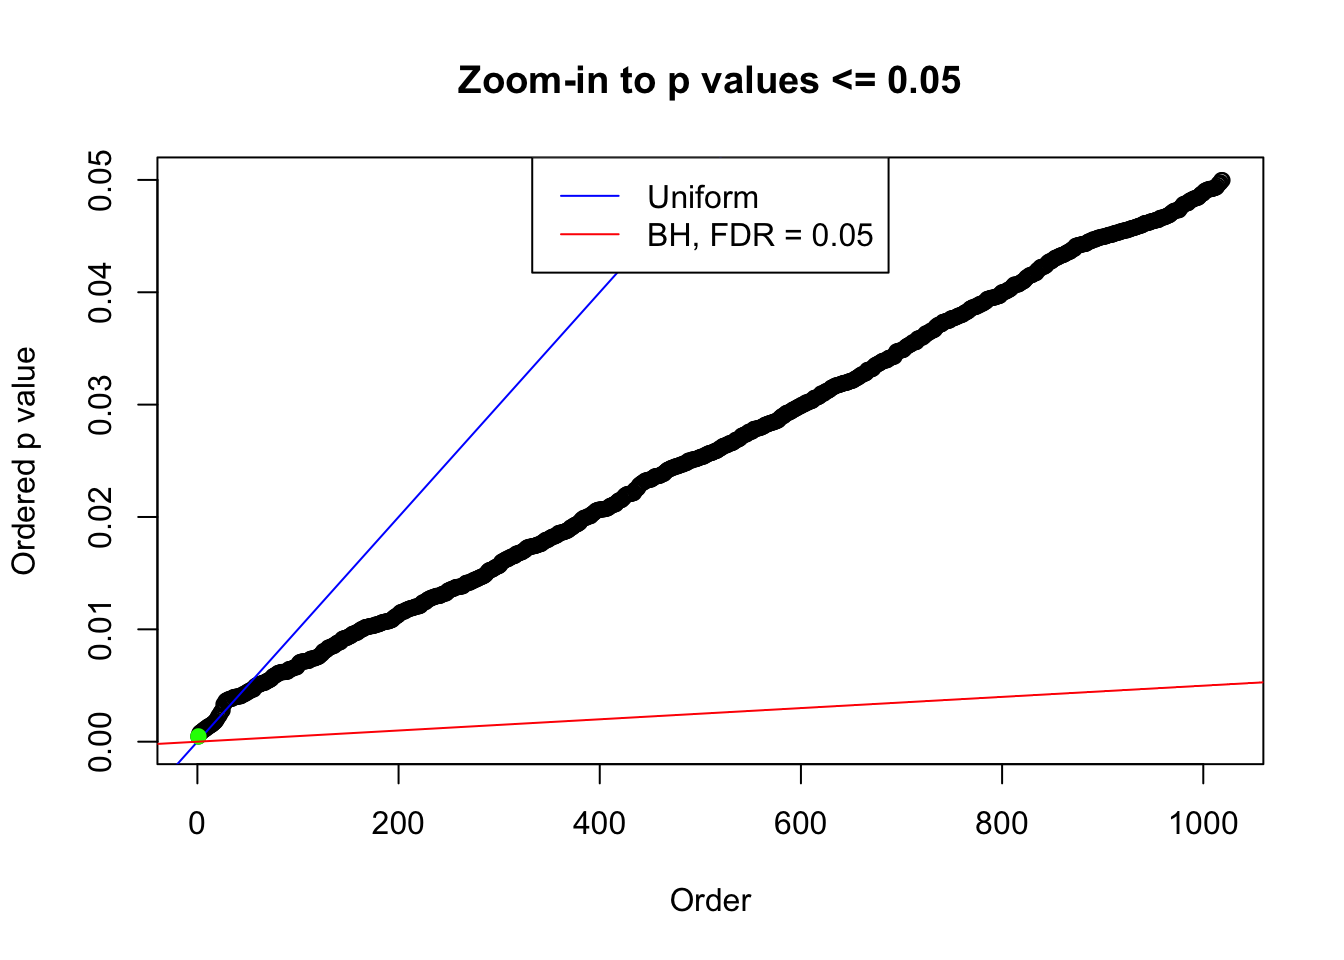 Zoom-in to p values <= 0.05
Uniform
BH, FDR = 0.05
Ordered p value
0.05
0.04
0.03
0.02
0.01
0.00
0 200 400 600 800 1000
Order